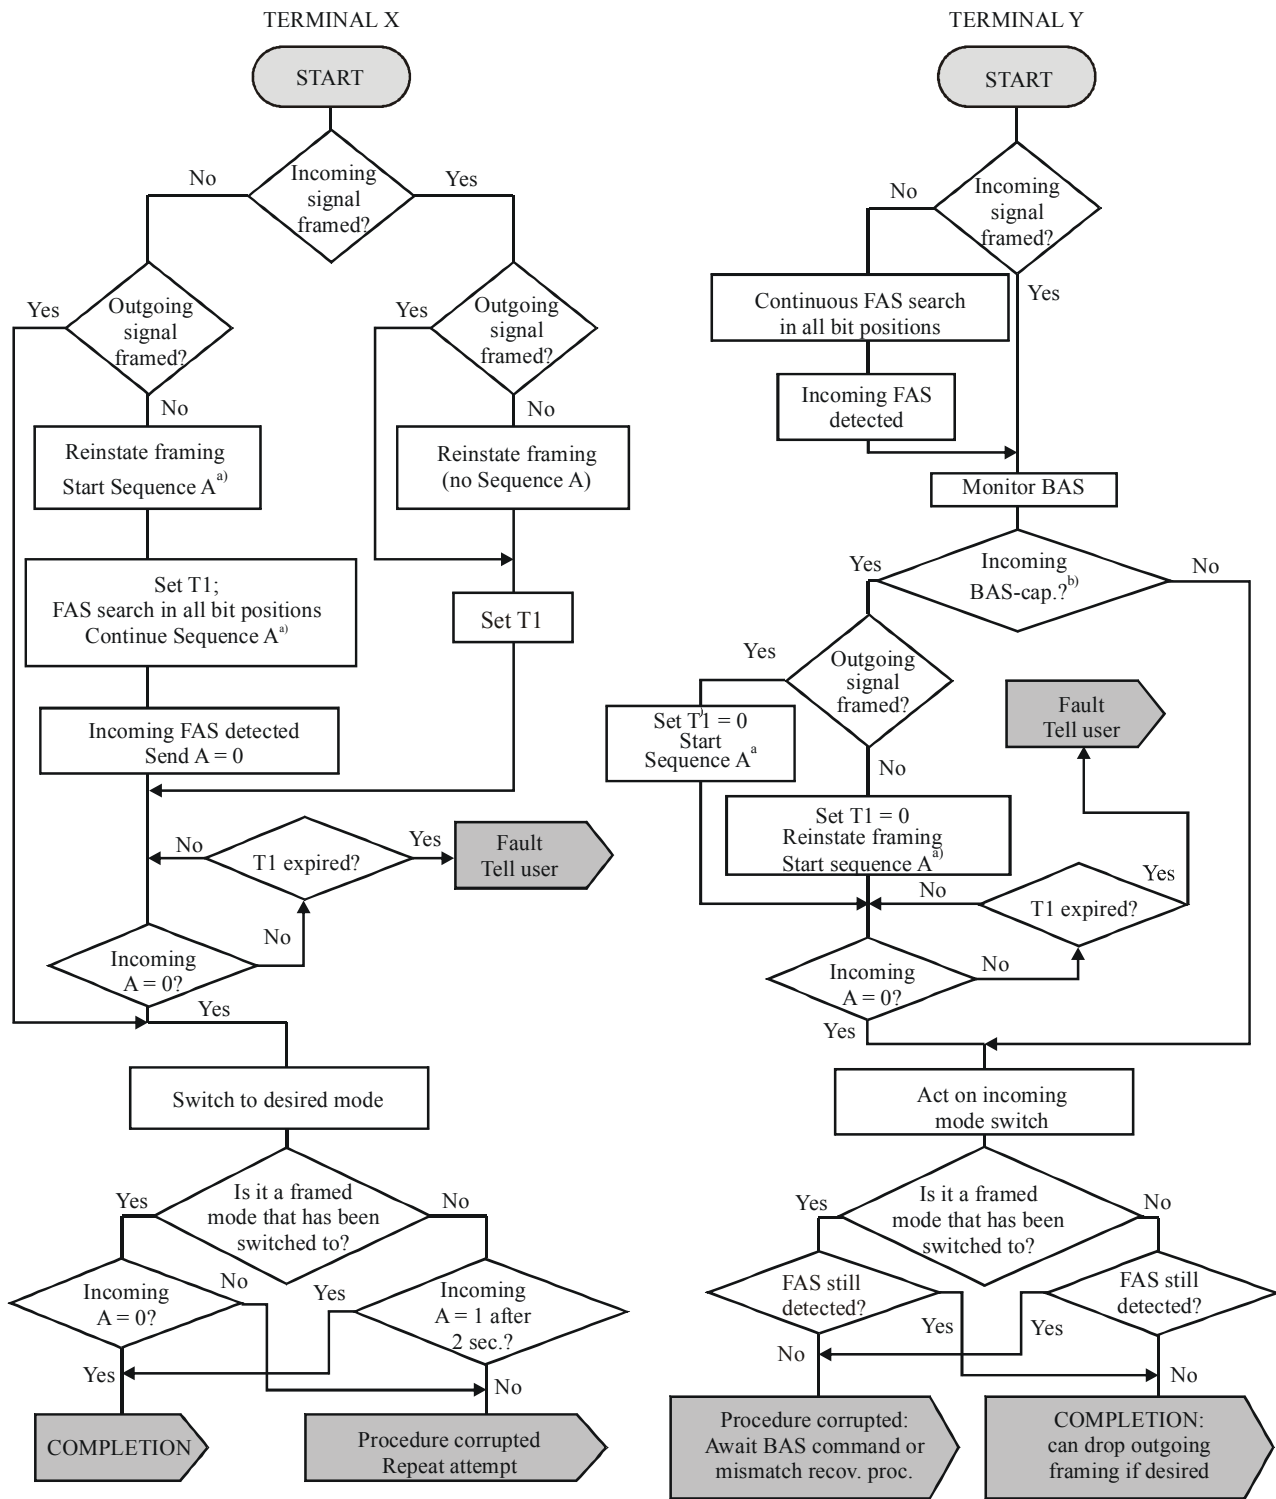 TERMINAL X
START
Incoming
signal
framed?
No
Yes
Outgoing
signal
framed?
Yes
No
Outgoing
signal
framed?
Yes
No
Reinstate framing
Start Sequence A a)
Reinstate framing
(no Sequence A)
Set T1;
FAS search in all bit positions
Continue Sequence A a)
Set T1
Incoming FAS detected
Send A = 0
No
T1 expired?
Yes
Fault
Tell user
No
Incoming
A = 0?
Yes
Switch to desired mode
Yes
Is it a framed
mode that has been
switched to?
No
Incoming
A = 0?
No
Yes
Incoming
A = 1 after
2 sec.?
Yes
No
COMPLETION
Procedure corrupted
Repeat attempt
TERMINAL Y
START
Incoming
signal
framed?
No
Yes
Continuous FAS search
in all bit positions
Incoming FAS
detected
Monitor BAS
Yes
Incoming
BAS-cap.? b)
No
Yes
Outgoing
signal
framed?
No
Set T1 ) = 0
Start
Sequence A a
Set T1 = 0
Reinstate framing
Start sequence A a)
Fault
Tell user
No
T1 expired?
Yes
Incoming
A = 0?
No
Yes
Act on incoming
mode switch
Yes
Is it a framed
mode that has been
switched to?
No
FAS still
detected?
Yes
No
FAS still
detected?
Yes
No
Procedure corrupted:
Await BAS command or
mismatch recov. proc.
COMPLETION:
can drop outgoing
framing if desired